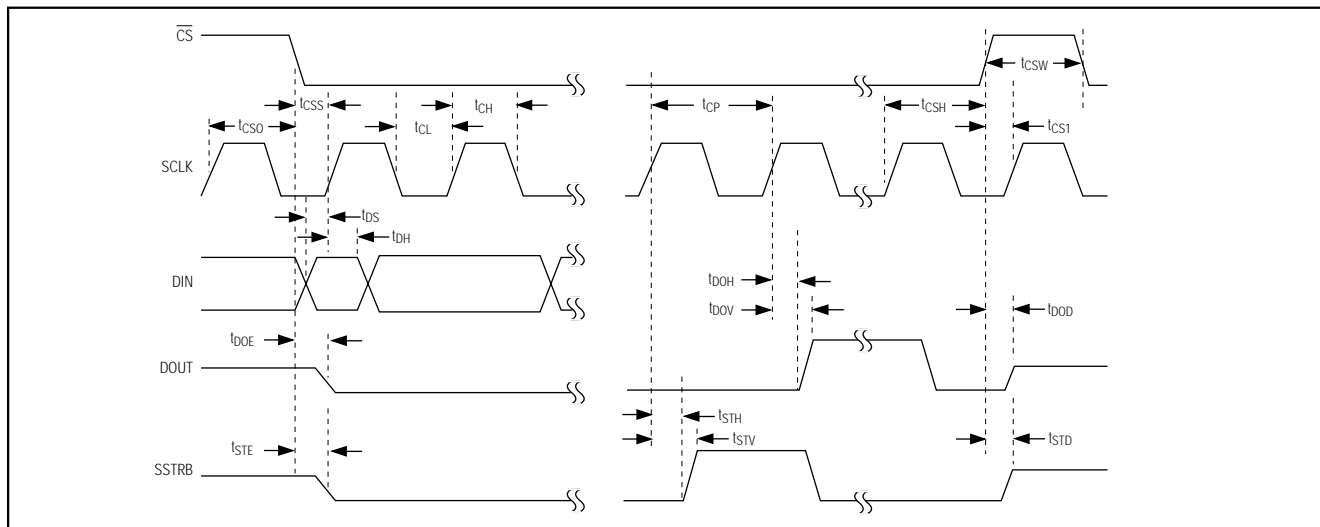 CS
tCSW
tCSS
tCH
tCP
tCSH
tCSO
tCL
tCS1
SCLK
tDS
tDH
DIN
tDOH
tDOV
tDOD
tDOE
DOUT
tSTH
tSTE
tSTV
tSTD
SSTRB